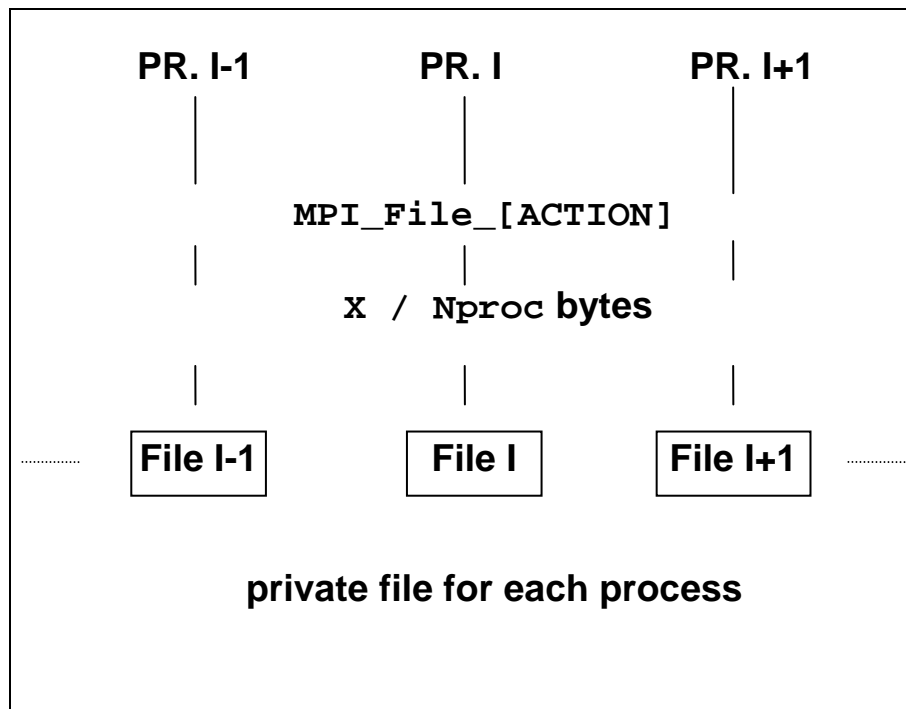 PR. I-1 PR. I PR. I+1
MPI_File_[ACTION]
X / Nproc bytes
File I-1 File I File I+1
private file for each process